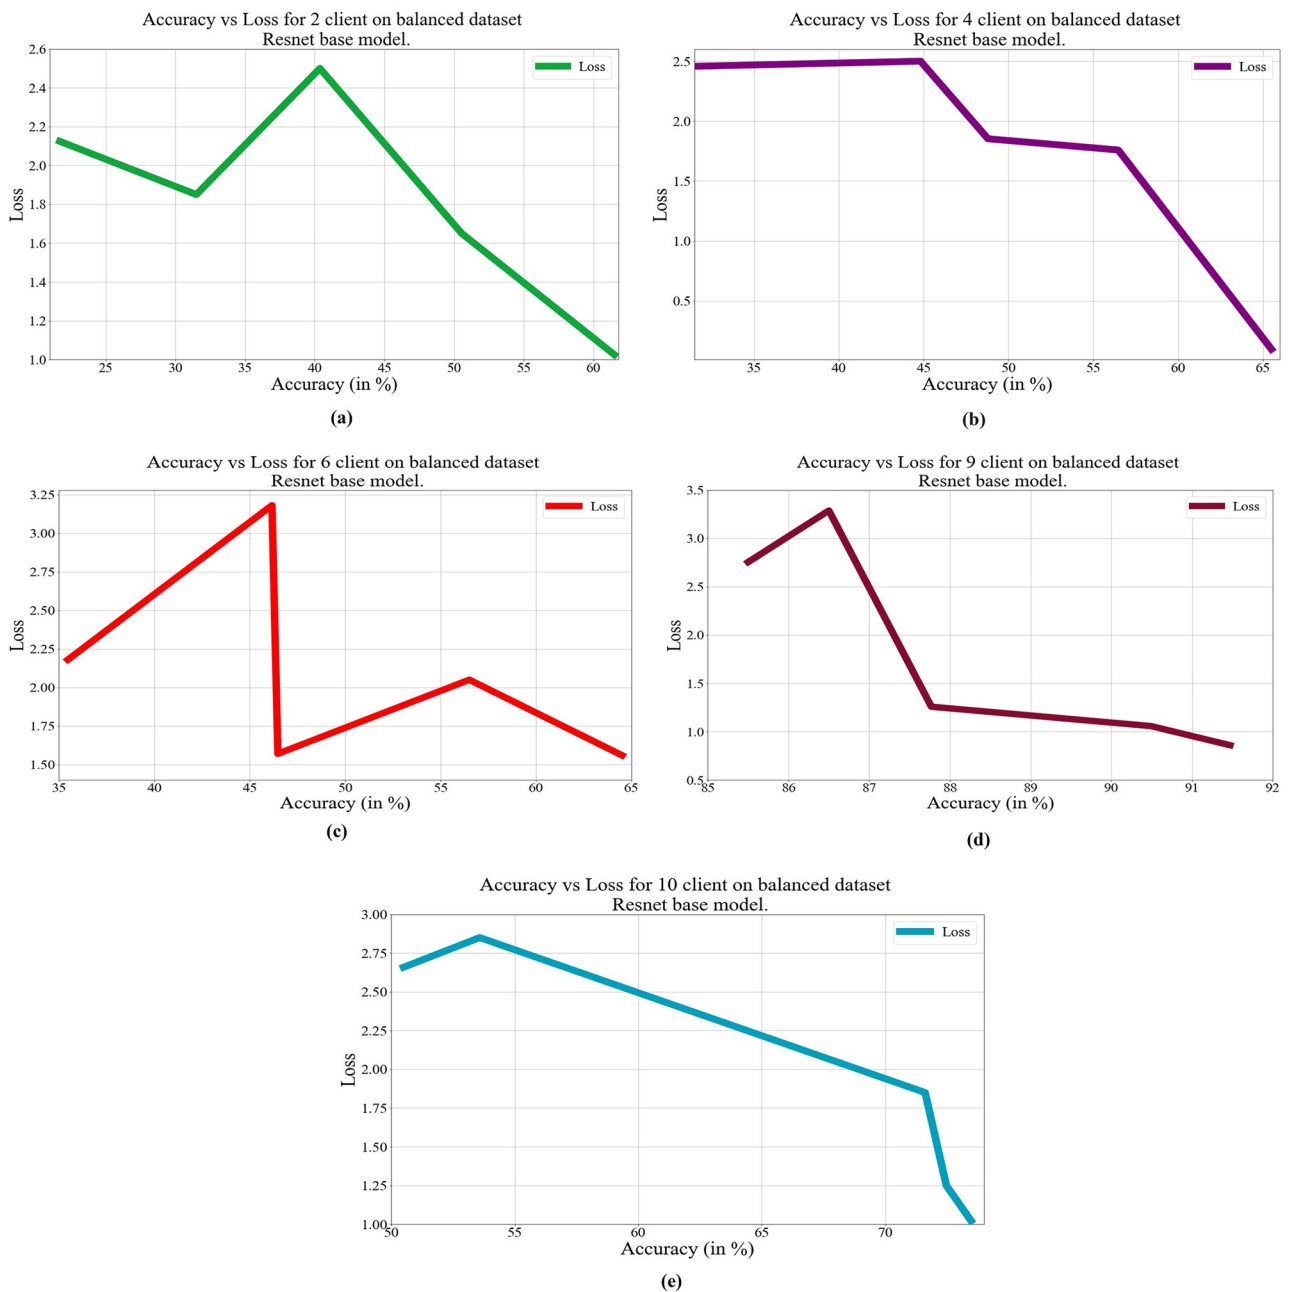 Accuracy vs Loss for 2 client on balanced dataset
Resnet base model.
2.6
2.4
2.2
2.0
1.8
1.6
1.4
1.2
1.0
Loss
Loss
25 30 35 40 45 50 55 60
Accuracy (in %)
(a)
Accuracy vs Loss for 4 client on balanced dataset
Resnet base model.
2.5
2.0
1.5
1.0
0.5
Loss
Loss
35 40 45 50 55 60 65
Accuracy (in %)
(b)
Accuracy vs Loss for 6 client on balanced dataset
Resnet base model.
3.25
3.00
2.75
2.50
2.25
2.00
1.75
1.50
Loss
Loss
35 40 45 50 55 60 65
Accuracy (in %)
(c)
Accuracy vs Loss for 9 client on balanced dataset
Resnet base model.
3.5
3.0
2.5
2.0
1.5
1.0
0.5
Loss
Loss
85 86 87 88 89 90 91 92
Accuracy (in %)
(d)
Accuracy vs Loss for 10 client on balanced dataset
Resnet base model.
3.00
2.75
2.50
2.25
2.00
1.75
1.50
1.25
1.00
Loss
Loss
50 55 60 65 70
Accuracy (in %)
(e)